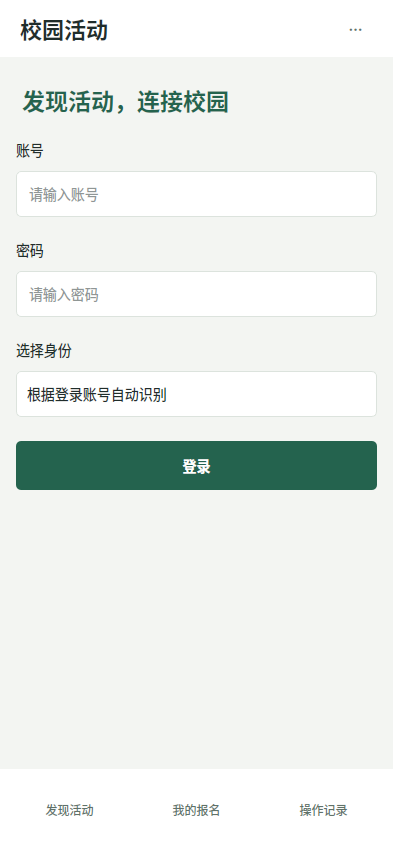 校园活动
...
发现活动，连接校园
账号
请输入账号
密码
请输入密码
选择身份
根据登录账号自动识别
登录
发现活动 我的报名 操作记录